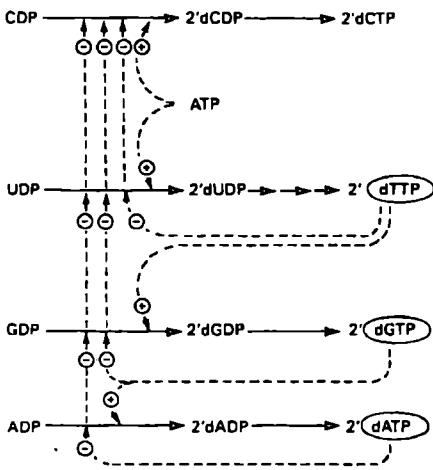 CDP 2'dCDP 2'dCTP
⊖ ⊖ ⊖ ⊕
ATP
⊕
UDP 2'dUDP 2' dTTP
⊖ ⊖ ⊖
⊕
GDP 2'dGDP 2' dGTP
⊖ ⊖
⊕
ADP 2'dADP 2' dATP
⊖